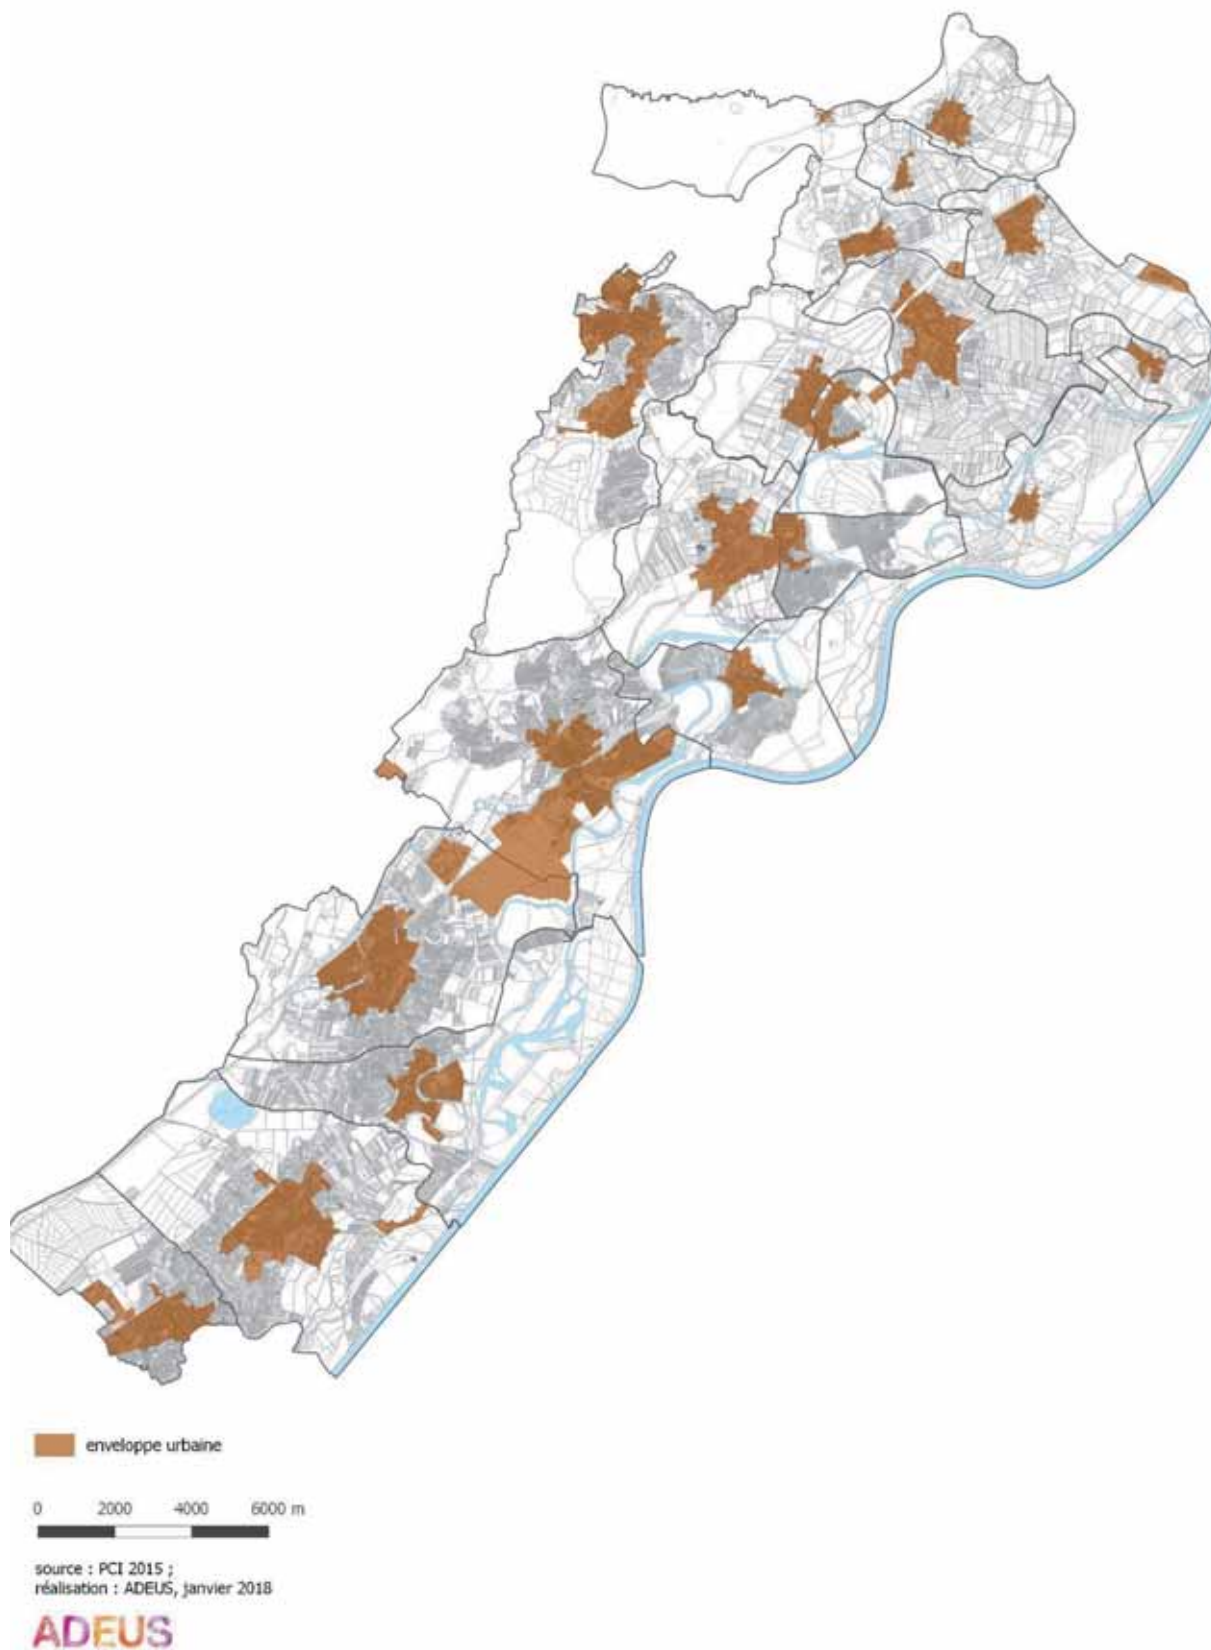 enveloppe urbaine
0 2000 4000 6000 m
source : PCI 2015 ;
réalisation : ADEUS, janvier 2018
ADEUS